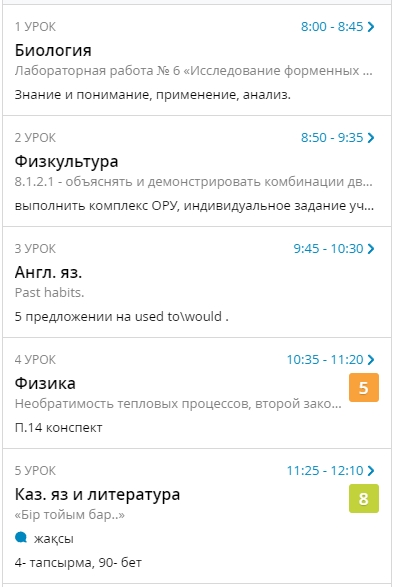 1 УРОК 8:00 - 8:45
Биология
Лабораторная работа № 6 «Исследование форменных ...
Знание и понимание, применение, анализ.
2 УРОК 8:50 - 9:35
Физкультура
8.1.2.1 - объяснять и демонстрировать комбинации дв...
выполнить комплекс ОРУ, индивидуальное задание уч...
3 УРОК 9:45 - 10:30
Англ. яз.
Past habits.
5 предложении на used to\would .
4 УРОК 10:35 - 11:20
Физика 5
Необратимость тепловых процессов, второй зако...
П.14 конспект
5 УРОК 11:25 - 12:10
Каз. яз и литература 8
«Бір тойым бар..»
жақсы
4- тапсырма, 90- бет